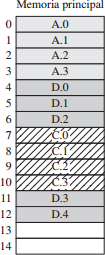 Memoria principal
0 A.0
1 A.1
2 A.2
3 A.3
4 D.0
5 D.1
6 D.2
7 C.0
8 C.1
9 C.2
10 C.3
11 D.3
12 D.4
13
14